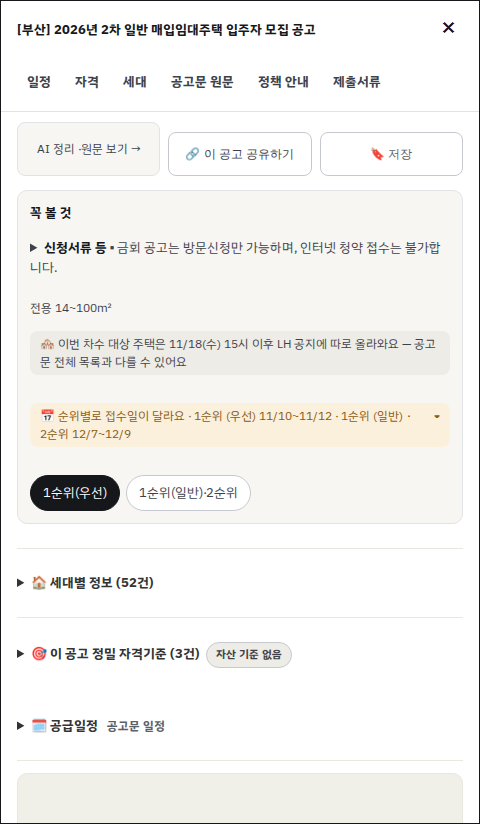 [부산] 2026년 2차 일반 매입임대주택 입주자 모집 공고 ✕
일정 자격 세대 공고문 원문 정책 안내 제출서류
AI 정리 ·원문 보기 →
🔗 이 공고 공유하기
🔖 저장
꼭 볼 것
▶ 신청서류 등 ▪ 금회 공고는 방문신청만 가능하며, 인터넷 청약 접수는 불가합
니다.
전용 14~100m²
🏘️ 이번 차수 대상 주택은 11/18(수) 15시 이후 LH 공지에 따로 올라와요 — 공고
문 전체 목록과 다를 수 있어요
📅 순위별로 접수일이 달라요 · 1순위 (우선) 11/10~11/12 · 1순위 (일반) ·
2순위 12/7~12/9
1순위(우선)
1순위(일반)·2순위
▶ 🏠 세대별 정보 (52건)
▶ 🎯 이 공고 정밀 자격기준 (3건) 자산 기준 없음
▶ 🗓️ 공급일정 공고문 일정